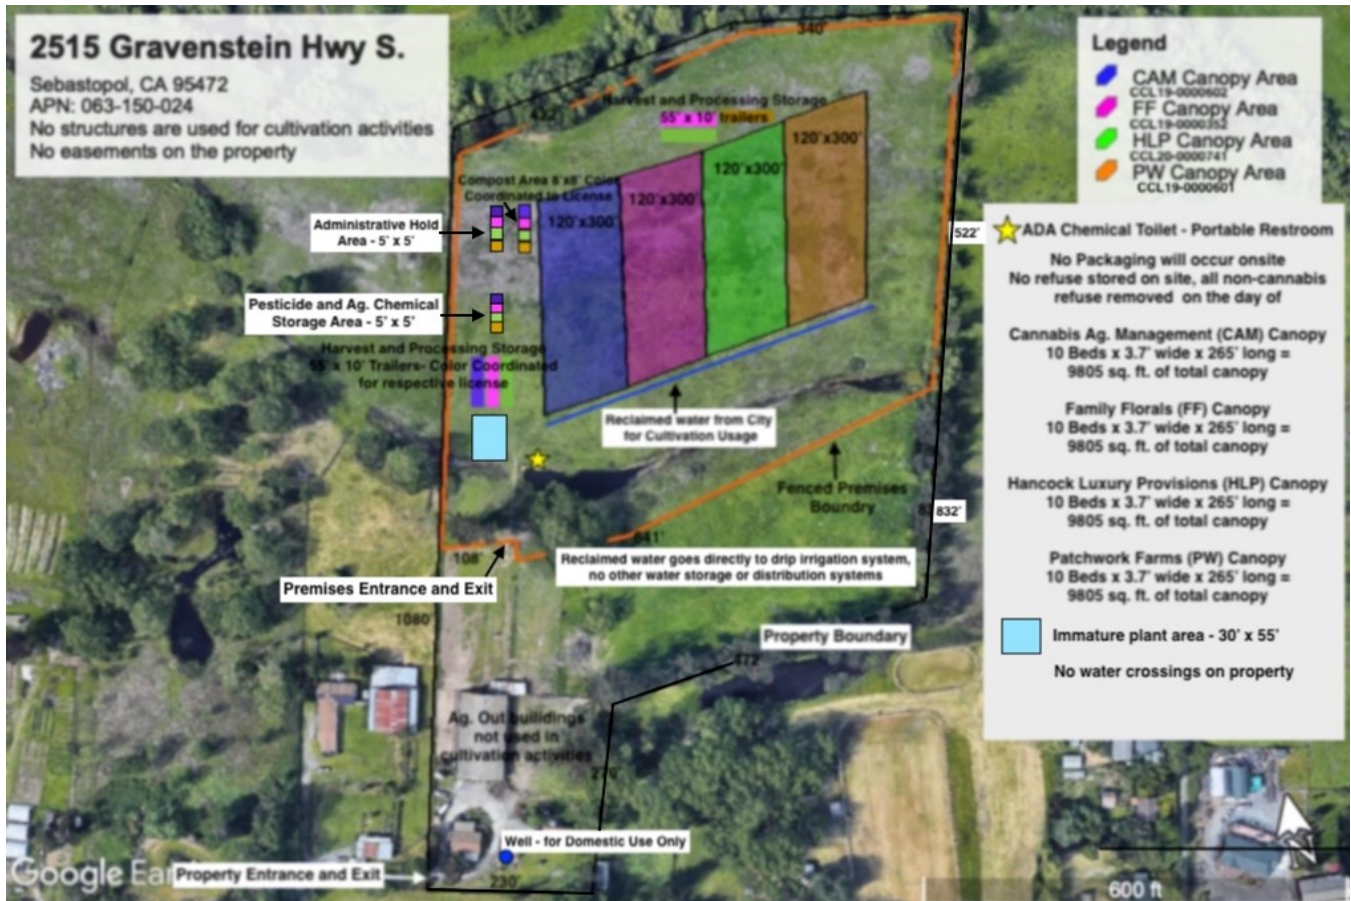 2515 Gravenstein Hwy S.
Sebastopol, CA 95472
APN: 063-150-024
No structures are used for cultivation activities
No easements on the property
340'
422'
Harvest and Processing Storage
55' x 10' trailers
120'x300'
120'x300'
120'x300'
120'x300'
Compost Area 8'x8' Color
Coordinated to License
Administrative Hold
Area - 5' x 5'
Pesticide and Ag. Chemical
Storage Area - 5' x 5'
Harvest and Processing Storage
55' x 10' Trailers- Color Coordinated
for respective license
Reclaimed water from City
for Cultivation Usage
Fenced Premises
Boundry
522'
832'
108'
641'
Reclaimed water goes directly to drip irrigation system,
no other water storage or distribution systems
Premises Entrance and Exit
1080'
Property Boundary
472'
Ag. Out buildings
not used in
cultivation activities
Well - for Domestic Use Only
Property Entrance and Exit
230'
Google
600 ft
N
Legend
CAM Canopy Area
CCL19-0000602
FF Canopy Area
CCL19-0000352
HLP Canopy Area
CCL20-0000741
PW Canopy Area
CCL19-0000601
ADA Chemical Toilet - Portable Restroom
No Packaging will occur onsite
No refuse stored on site, all non-cannabis
refuse removed on the day of
Cannabis Ag. Management (CAM) Canopy
10 Beds x 3.7' wide x 265' long =
9805 sq. ft. of total canopy
Family Florals (FF) Canopy
10 Beds x 3.7' wide x 265' long =
9805 sq. ft. of total canopy
Hancock Luxury Provisions (HLP) Canopy
10 Beds x 3.7' wide x 265' long =
9805 sq. ft. of total canopy
Patchwork Farms (PW) Canopy
10 Beds x 3.7' wide x 265' long =
9805 sq. ft. of total canopy
Immature plant area - 30' x 55'
No water crossings on property